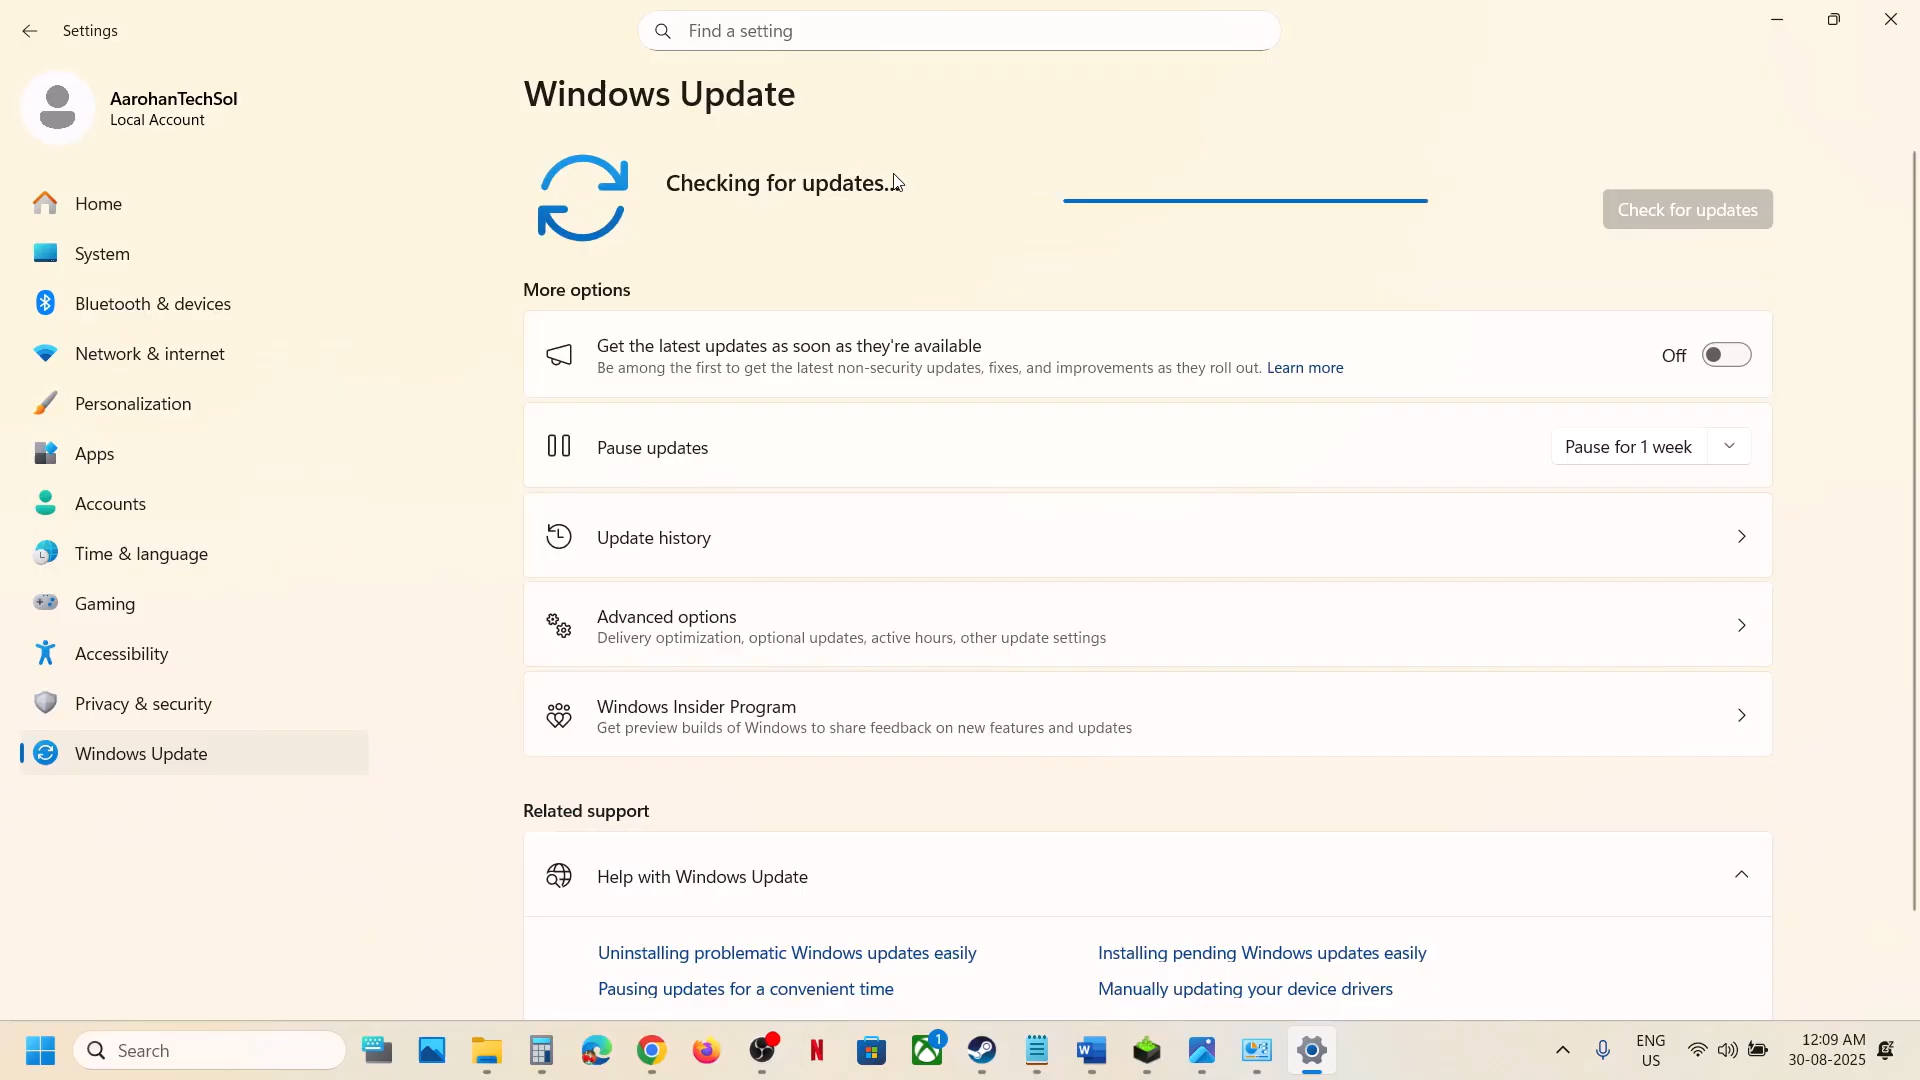 Settings
Find a setting
AarohanTechSol
Local Account
Home
System
Bluetooth & devices
Network & internet
Personalization
Apps
Accounts
Time & language
Gaming
Accessibility
Privacy & security
Windows Update
Windows Update
Checking for updates...
Check for updates
More options
Get the latest updates as soon as they're available
Be among the first to get the latest non-security updates, fixes, and improvements as they roll out. Learn more
Off
Pause updates
Pause for 1 week
Update history
Advanced options
Delivery optimization, optional updates, active hours, other update settings
Windows Insider Program
Get preview builds of Windows to share feedback on new features and updates
Related support
Help with Windows Update
Uninstalling problematic Windows updates easily
Installing pending Windows updates easily
Pausing updates for a convenient time
Manually updating your device drivers
Search
N
1
W
ENG
US
12:09 AM
30-08-2025